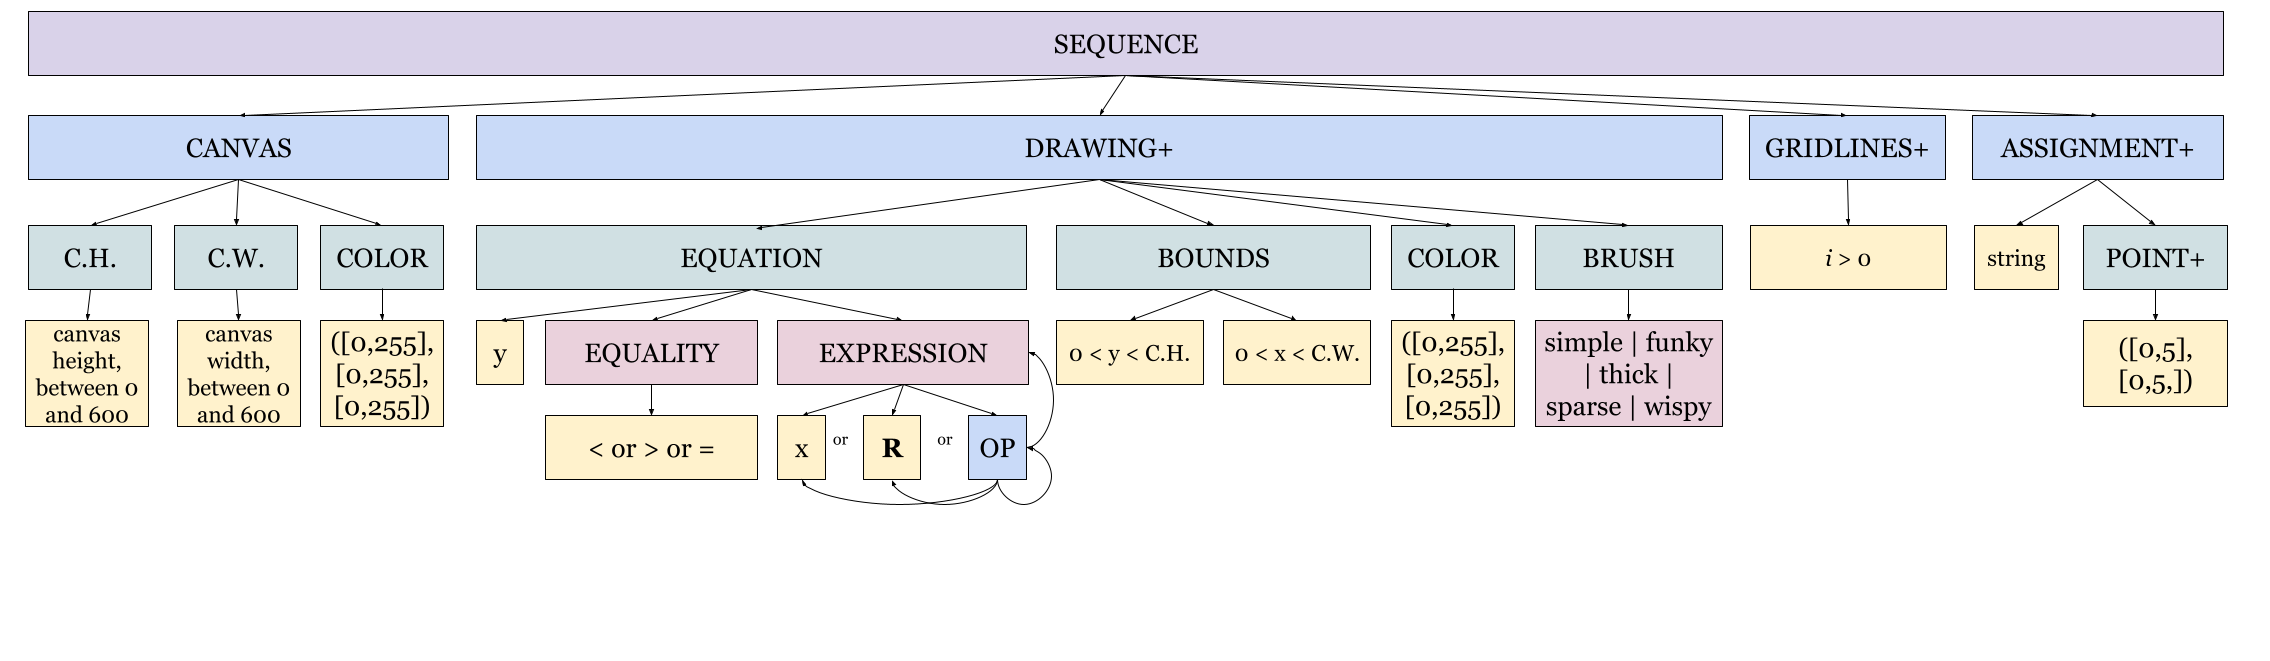 SEQUENCE
CANVAS
DRAWING+
GRIDLINES+
ASSIGNMENT+
C.H.
C.W.
COLOR
EQUATION
BOUNDS
COLOR
BRUSH
i > 0
string
POINT+
canvas
height,
between 0
and 600
canvas
width,
between 0
and 600
([0,255],
[0,255],
[0,255])
y
EQUALITY
EXPRESSION
0 < y < C.H.
0 < x < C.W.
([0,255],
[0,255],
[0,255])
simple | funky
| thick |
sparse | wispy
([0,5],
[0,5,])
< or > or =
x
or
R
or
OP